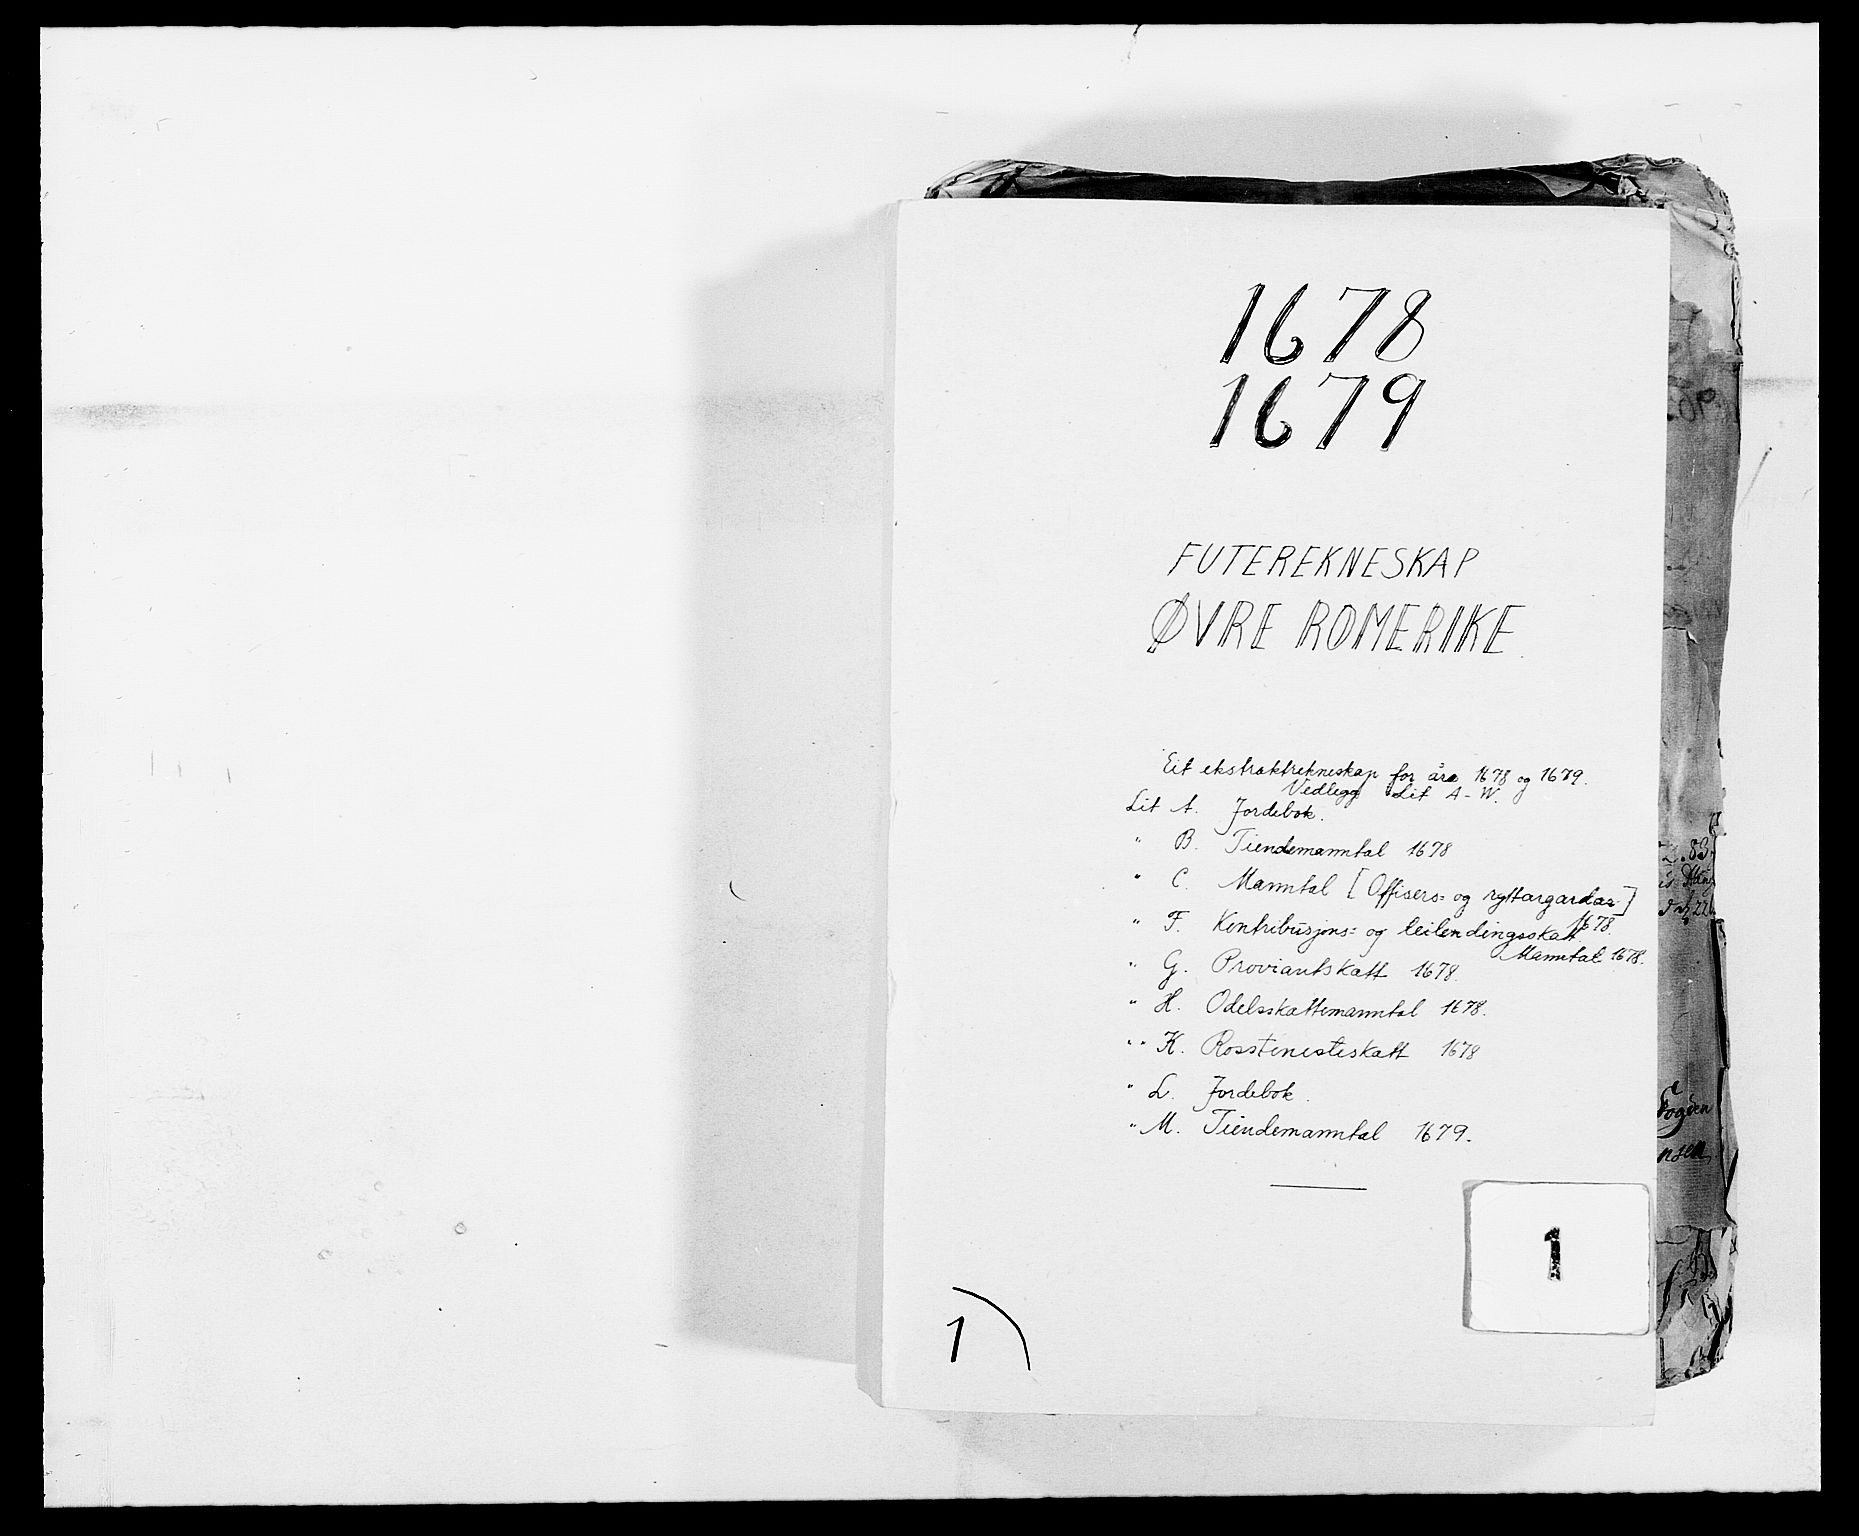 1678
1679
FUTEREKNESKAP
ØVRE ROMERIKE
Eit ekstraktrekneskap for åra 1678 og 1679.
Vedlegg Lit A - W.
Lit A. Jordebok.
" B. Tiendemanntal 1678
" C. Manntal [Offisers= og ryttargardar]
1678.
" F. Kontribusjons= og leilendingsskatt
Manntal 1678.
" G. Proviantskatt 1678.
" H. Odelsskattemanntal 1678.
" " K. Rosstenesteskatt 1678
" L. Jordebok.
" M. Tiendemanntal 1679.
1
1
Fogden